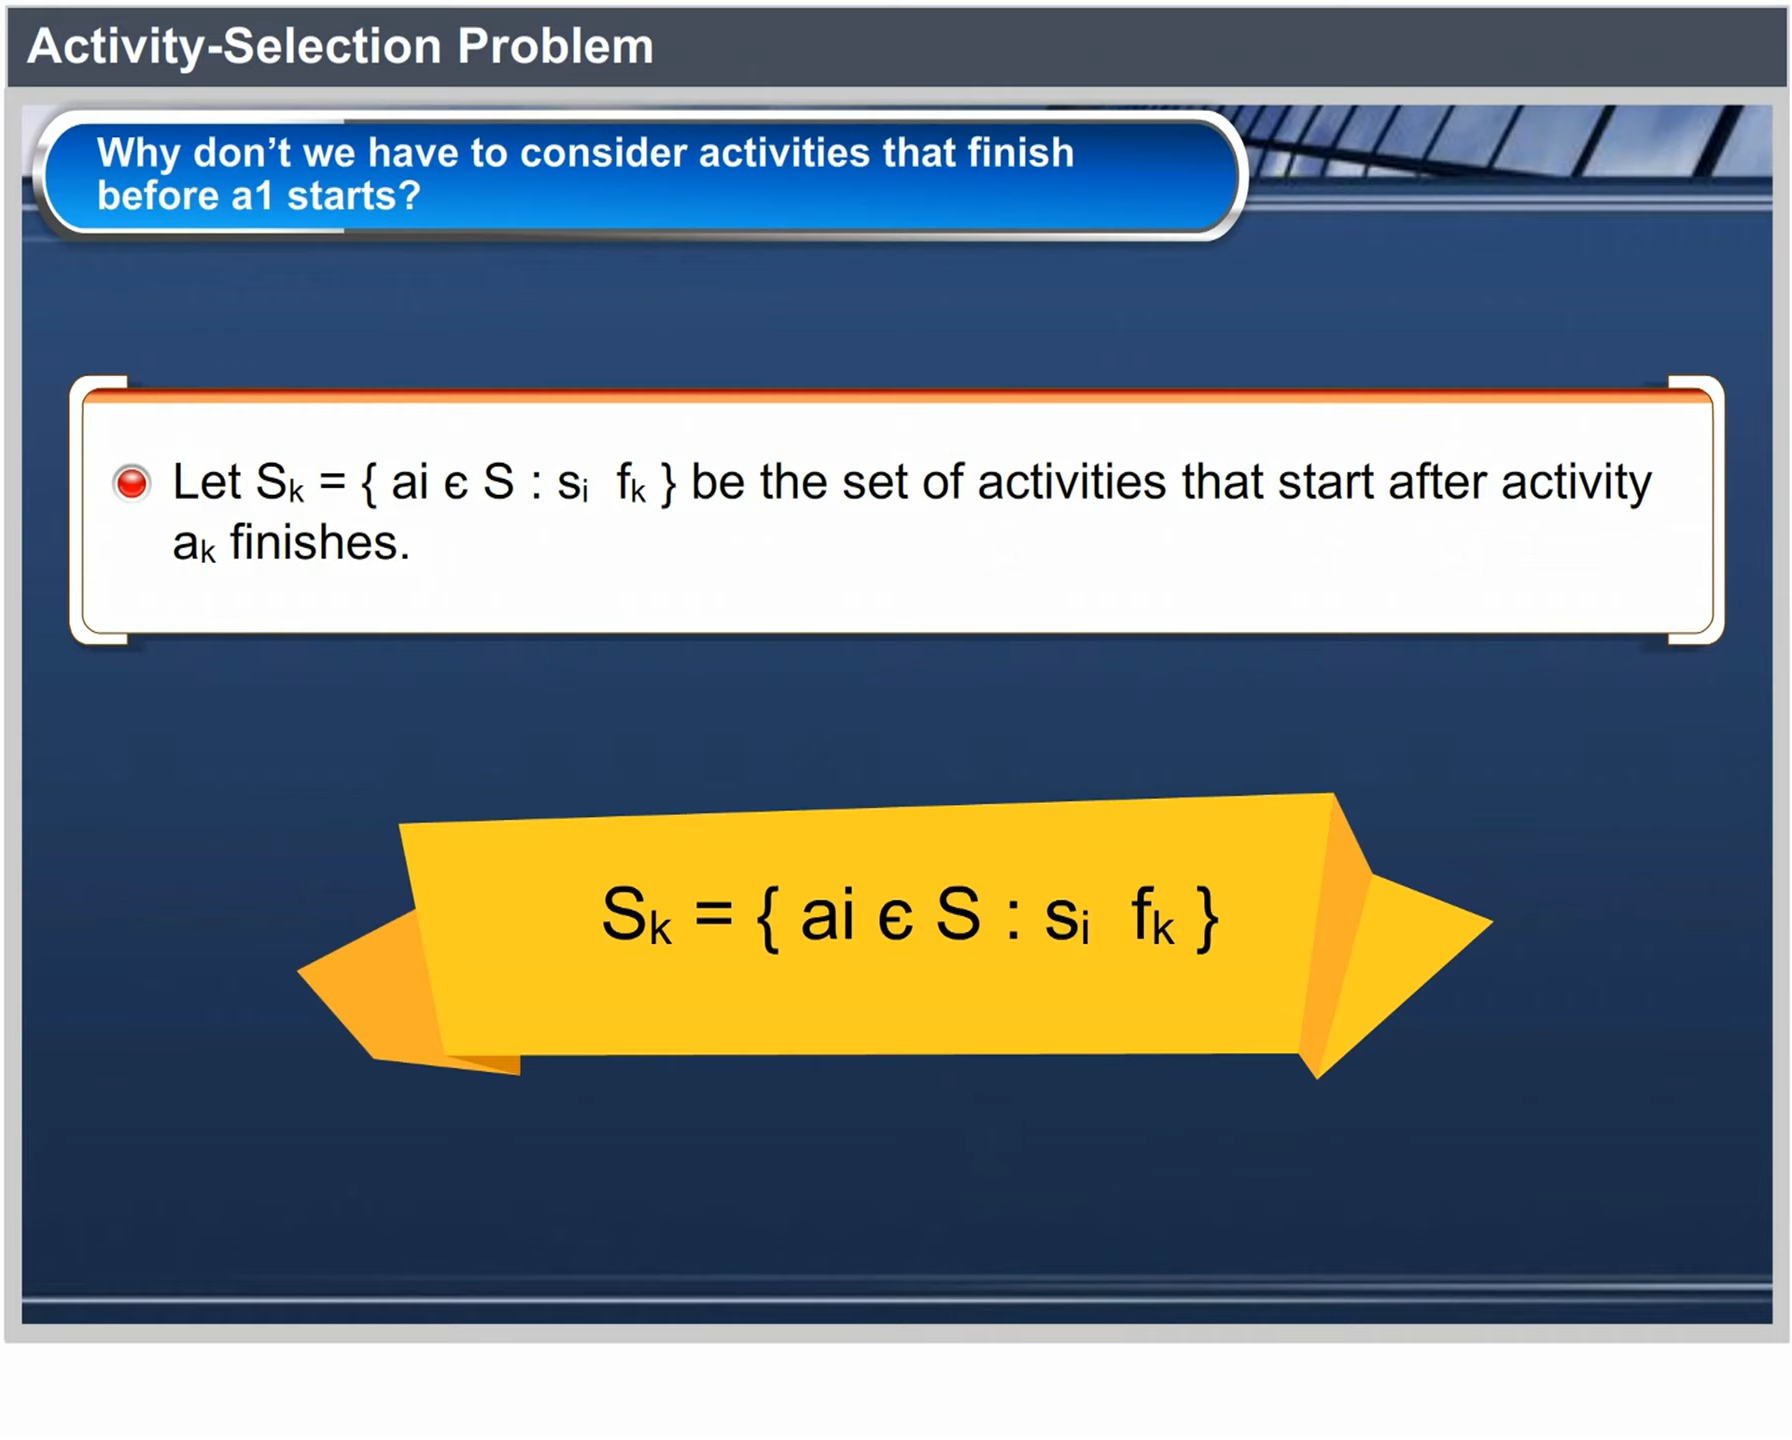 Activity-Selection Problem
Why don’t we have to consider activities that finish
before a1 starts?
Let Sk = { ai є S : si  fk } be the set of activities that start after activity
ak finishes.
Sk = { ai є S : si  fk }